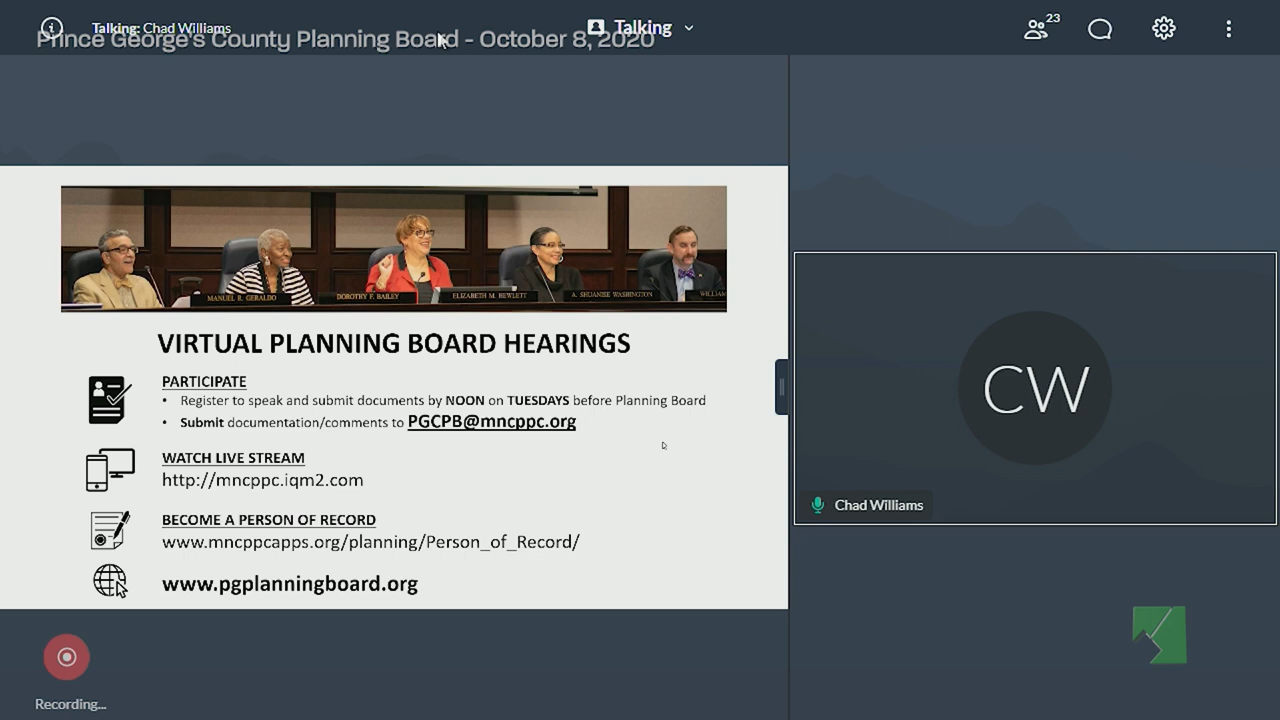 Talking: Chad Williams
Talking
23
Prince George's County Planning Board - October 8, 2020
MANUEL R. GERALDO
DOROTHY F. BAILEY
ELIZABETH M. HEWLETT
A. SHUANISE WASHINGTON
WILLIAM
VIRTUAL PLANNING BOARD HEARINGS
PARTICIPATE
• Register to speak and submit documents by NOON on TUESDAYS before Planning Board
• Submit documentation/comments to PGCPB@mncppc.org
WATCH LIVE STREAM
http://mncppc.iqm2.com
BECOME A PERSON OF RECORD
www.mncppcapps.org/planning/Person_of_Record/
www.pgplanningboard.org
CW
Chad Williams
Recording...